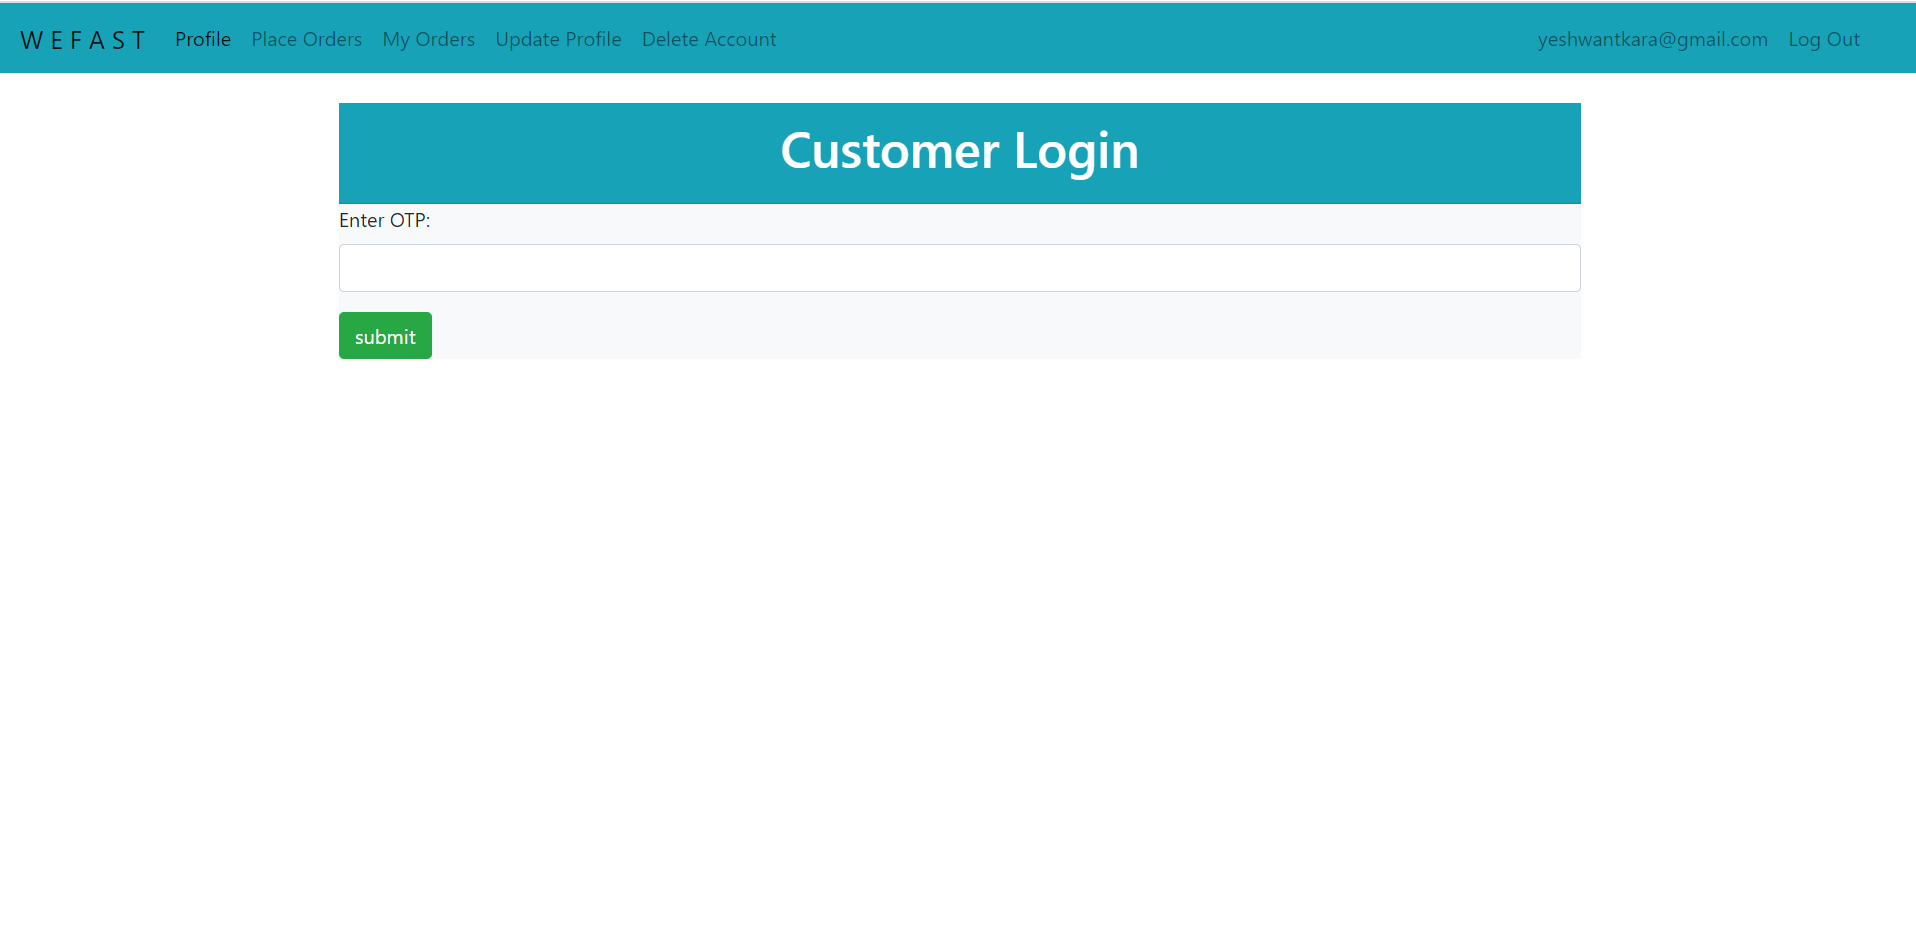 W E F A S T Profile Place Orders My Orders Update Profile Delete Account yeshwantkara@gmail.com Log Out
Customer Login
Enter OTP:
submit